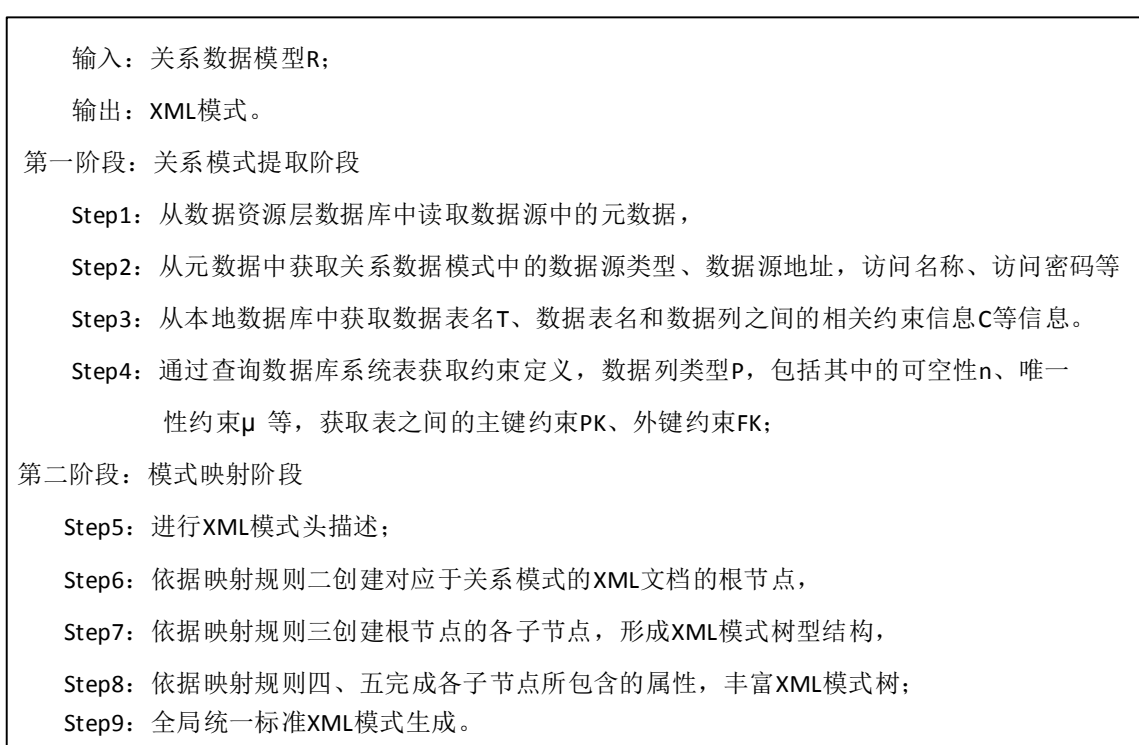 输入：关系数据模型R；
输出：XML模式。
第一阶段：关系模式提取阶段
Step1：从数据资源层数据库中读取数据源中的元数据，
Step2：从元数据中获取关系数据模式中的数据源类型、数据源地址，访问名称、访问密码等
Step3：从本地数据库中获取数据表名T、数据表名和数据列之间的相关约束信息C等信息。
Step4：通过查询数据库系统表获取约束定义，数据列类型P，包括其中的可空性n、唯一
性约束μ 等，获取表之间的主键约束PK、外键约束FK；
第二阶段：模式映射阶段
Step5：进行XML模式头描述；
Step6：依据映射规则二创建对应于关系模式的XML文档的根节点，
Step7：依据映射规则三创建根节点的各子节点，形成XML模式树型结构，
Step8：依据映射规则四、五完成各子节点所包含的属性，丰富XML模式树；
Step9：全局统一标准XML模式生成。